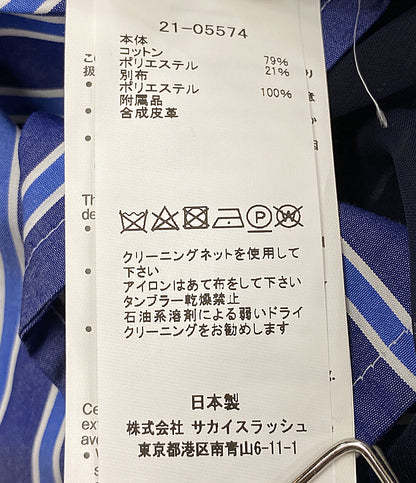 21-05574
本体
コットン 79%
ポリエステル 21%
別布
ポリエステル 100%
附属品
合成皮革
クリーニングネットを使用して
下さい
アイロンはあて布をして下さい
タンブラー乾燥禁止
石油系溶剤による弱いドライ
クリーニングをお勧めします
日本製
株式会社 サカイスラッシュ
東京都港区南青山6-11-1